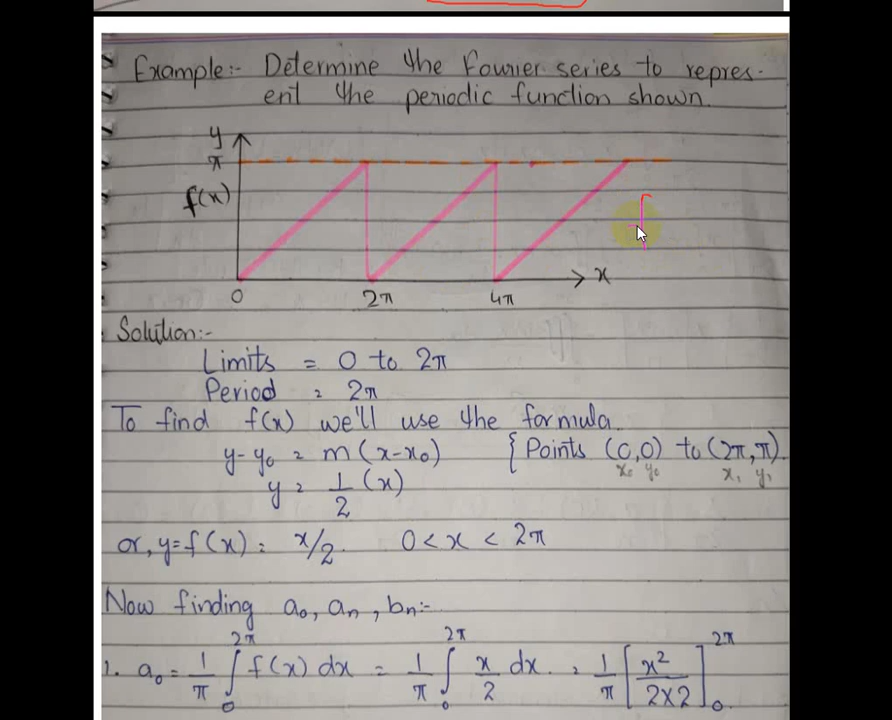 Example:- Determine the Fourier series to repres-
ent the periodic function shown.
y
π
f(x)
x
0 2π 4π
Solution:-
Limits = 0 to 2π
Period = 2π
To find f(x) we'll use the formula.
y-y₀ = m(x-x₀) {Points (0,0) to (2π,π).
x₀ y₀ x₁ y₁
y = 1/2 (x)
or, y=f(x) = x/2. 0<x<2π
Now finding a₀, aₙ, bₙ:-
1. a₀ = 1/π ∫₀^2π f(x) dx = 1/π ∫₀^2π x/2 dx. = 1/π [x²/2×2]₀^2π